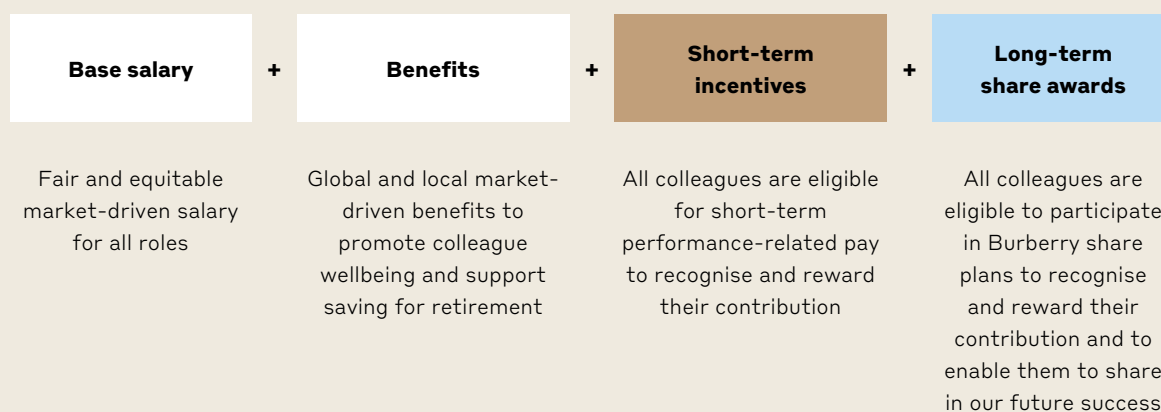 Base salary
+
Benefits
+
Short-term
incentives
+
Long-term
share awards
Fair and equitable
market-driven salary
for all roles
Global and local market-
driven benefits to
promote colleague
wellbeing and support
saving for retirement
All colleagues are eligible
for short-term
performance-related pay
to recognise and reward
their contribution
All colleagues are
eligible to participate
in Burberry share
plans to recognise
and reward their
contribution and to
enable them to share
in our future success